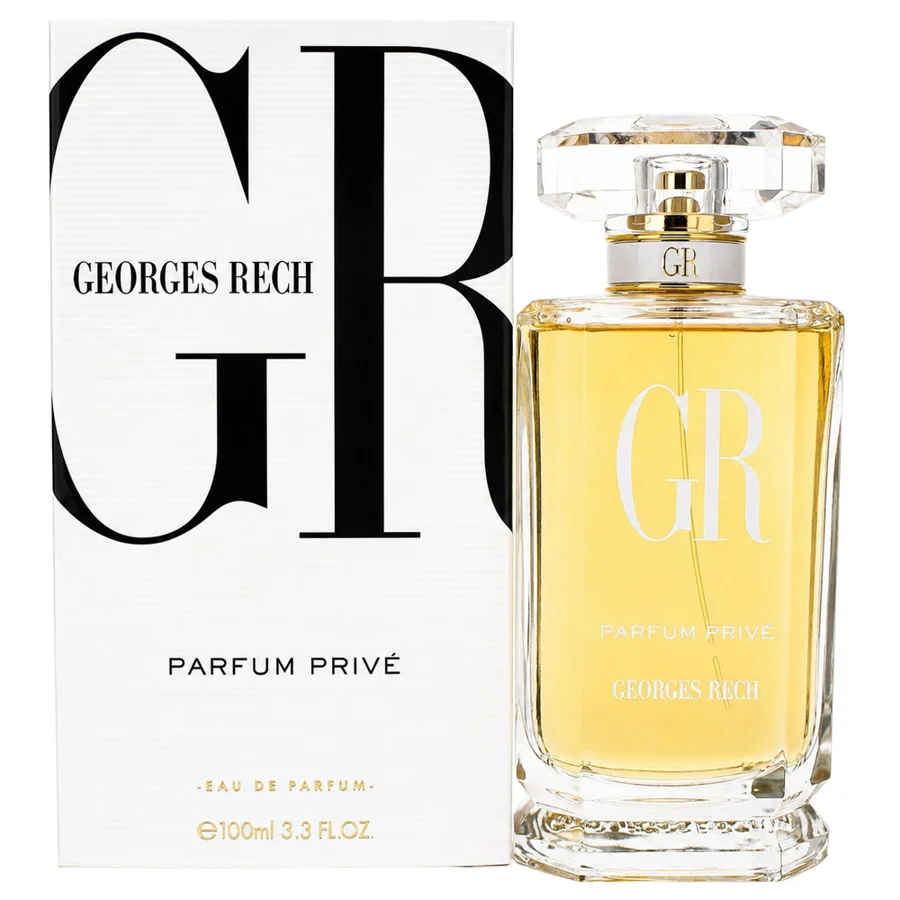 GR
GEORGES RECH
PARFUM PRIVÉ
-EAU DE PARFUM-
℮100ml 3.3 FL.OZ.
GR
GR
PARFUM PRIVÉ
GEORGES RECH